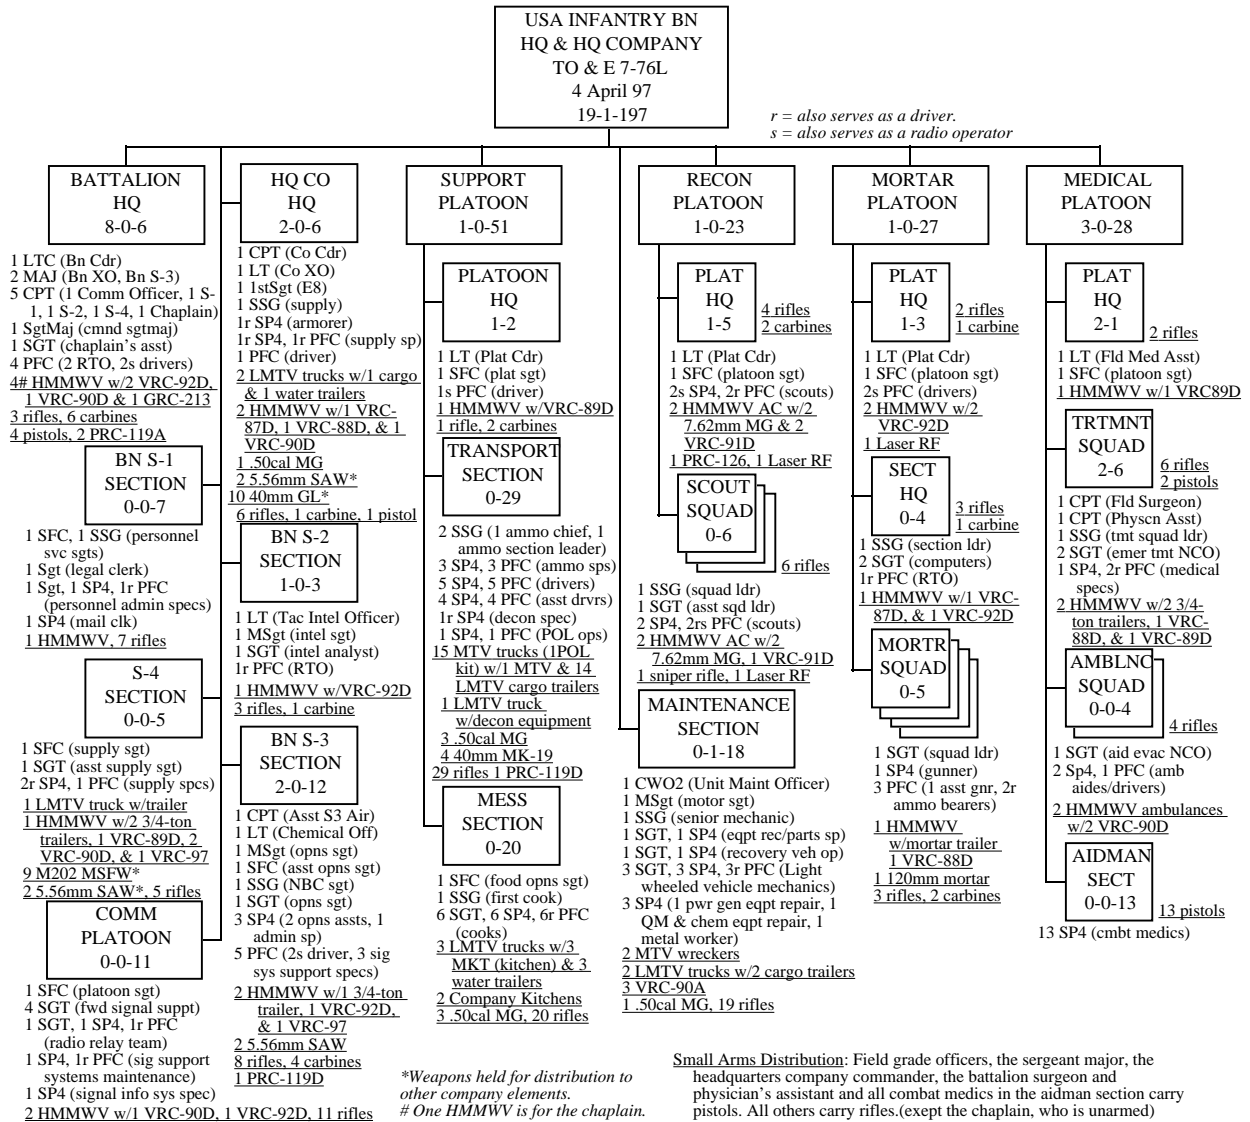 USA INFANTRY BN
HQ & HQ COMPANY
TO & E 7-76L
4 April 97
19-1-197
r = also serves as a driver.
s = also serves as a radio operator
BATTALION
HQ
8-0-6
1 LTC (Bn Cdr)
2 MAJ (Bn XO, Bn S-3)
5 CPT (1 Comm Officer, 1 S-
1, 1 S-2, 1 S-4, 1 Chaplain)
1 SgtMaj (cmnd sgtmaj)
1 SGT (chaplain's asst)
4 PFC (2 RTO, 2s drivers)
4# HMMWV w/2 VRC-92D,
1 VRC-90D & 1 GRC-213
3 rifles, 6 carbines
4 pistols, 2 PRC-119A
BN S-1
SECTION
0-0-7
1 SFC, 1 SSG (personnel
svc sgts)
1 Sgt (legal clerk)
1 Sgt, 1 SP4, 1r PFC
(personnel admin specs)
1 SP4 (mail clk)
1 HMMWV, 7 rifles
S-4
SECTION
0-0-5
1 SFC (supply sgt)
1 SGT (asst supply sgt)
2r SP4, 1 PFC (supply spcs)
1 LMTV truck w/trailer
1 HMMWV w/2 3/4-ton
trailers, 1 VRC-89D, 2
VRC-90D, & 1 VRC-97
9 M202 MSFW*
2 5.56mm SAW*, 5 rifles
COMM
PLATOON
0-0-11
1 SFC (platoon sgt)
4 SGT (fwd signal suppt)
1 SGT, 1 SP4, 1r PFC
(radio relay team)
1 SP4, 1r PFC (sig support
systems maintenance)
1 SP4 (signal info sys spec)
2 HMMWV w/1 VRC-90D, 1 VRC-92D, 11 rifles
HQ CO
HQ
2-0-6
1 CPT (Co Cdr)
1 LT (Co XO)
1 1stSgt (E8)
1 SSG (supply)
1r SP4 (armorer)
1r SP4, 1r PFC (supply sp)
1 PFC (driver)
2 LMTV trucks w/1 cargo
& 1 water trailers
2 HMMWV w/1 VRC-
87D, 1 VRC-88D, & 1
VRC-90D
1 .50cal MG
2 5.56mm SAW*
10 40mm GL*
6 rifles, 1 carbine, 1 pistol
BN S-2
SECTION
1-0-3
1 LT (Tac Intel Officer)
1 MSgt (intel sgt)
1 SGT (intel analyst)
1r PFC (RTO)
1 HMMWV w/VRC-92D
3 rifles, 1 carbine
BN S-3
SECTION
2-0-12
1 CPT (Asst S3 Air)
1 LT (Chemical Off)
1 MSgt (opns sgt)
1 SFC (asst opns sgt)
1 SSG (NBC sgt)
1 SGT (opns sgt)
3 SP4 (2 opns assts, 1
admin sp)
5 PFC (2s driver, 3 sig
sys support specs)
2 HMMWV w/1 3/4-ton
trailer, 1 VRC-92D,
& 1 VRC-97
2 5.56mm SAW
8 rifles, 4 carbines
1 PRC-119D
SUPPORT
PLATOON
1-0-51
PLATOON
HQ
1-2
1 LT (Plat Cdr)
1 SFC (plat sgt)
1s PFC (driver)
1 HMMWV w/VRC-89D
1 rifle, 2 carbines
TRANSPORT
SECTION
0-29
2 SSG (1 ammo chief, 1
ammo section leader)
3 SP4, 3 PFC (ammo sps)
5 SP4, 5 PFC (drivers)
4 SP4, 4 PFC (asst drvrs)
1r SP4 (decon spec)
1 SP4, 1 PFC (POL ops)
15 MTV trucks (1POL
kit) w/1 MTV & 14
LMTV cargo trailers
1 LMTV truck
w/decon equipment
3 .50cal MG
4 40mm MK-19
29 rifles 1 PRC-119D
MESS
SECTION
0-20
1 SFC (food opns sgt)
1 SSG (first cook)
6 SGT, 6 SP4, 6r PFC
(cooks)
3 LMTV trucks w/3
MKT (kitchen) & 3
water trailers
2 Company Kitchens
3 .50cal MG, 20 rifles
RECON
PLATOON
1-0-23
PLAT
HQ
1-5
4 rifles
2 carbines
1 LT (Plat Cdr)
1 SFC (platoon sgt)
2s SP4, 2r PFC (scouts)
2 HMMWV AC w/2
7.62mm MG & 2
VRC-91D
1 PRC-126, 1 Laser RF
SCOUT
SQUAD
0-6
6 rifles
1 SSG (squad ldr)
1 SGT (asst sqd ldr)
2 SP4, 2rs PFC (scouts)
2 HMMWV AC w/2
7.62mm MG, 1 VRC-91D
1 sniper rifle, 1 Laser RF
MAINTENANCE
SECTION
0-1-18
1 CWO2 (Unit Maint Officer)
1 MSgt (motor sgt)
1 SSG (senior mechanic)
1 SGT, 1 SP4 (eqpt rec/parts sp)
1 SGT, 1 SP4 (recovery veh op)
3 SGT, 3 SP4, 3r PFC (Light
wheeled vehicle mechanics)
3 SP4 (1 pwr gen eqpt repair, 1
QM & chem eqpt repair, 1
metal worker)
2 MTV wreckers
2 LMTV trucks w/2 cargo trailers
3 VRC-90A
1 .50cal MG, 19 rifles
MORTAR
PLATOON
1-0-27
PLAT
HQ
1-3
2 rifles
1 carbine
1 LT (Plat Cdr)
1 SFC (platoon sgt)
2s PFC (drivers)
2 HMMWV w/2
VRC-92D
1 Laser RF
SECT
HQ
0-4
3 rifles
1 carbine
1 SSG (section ldr)
2 SGT (computers)
1r PFC (RTO)
1 HMMWV w/1 VRC-
87D, & 1 VRC-92D
MORTR
SQUAD
0-5
1 SGT (squad ldr)
1 SP4 (gunner)
3 PFC (1 asst gnr, 2r
ammo bearers)
1 HMMWV
w/mortar trailer
1 VRC-88D
1 120mm mortar
3 rifles, 2 carbines
MEDICAL
PLATOON
3-0-28
PLAT
HQ
2-1
2 rifles
1 LT (Fld Med Asst)
1 SFC (platoon sgt)
1 HMMWV w/1 VRC89D
TRTMNT
SQUAD
2-6
6 rifles
2 pistols
1 CPT (Fld Surgeon)
1 CPT (Physcn Asst)
1 SSG (tmt squad ldr)
2 SGT (emer tmt NCO)
1 SP4, 2r PFC (medical
specs)
2 HMMWV w/2 3/4-
ton trailers, 1 VRC-
88D, & 1 VRC-89D
AMBLNC
SQUAD
0-0-4
4 rifles
1 SGT (aid evac NCO)
2 Sp4, 1 PFC (amb
aides/drivers)
2 HMMWV ambulances
w/2 VRC-90D
AIDMAN
SECT
0-0-13
13 pistols
13 SP4 (cmbt medics)
*Weapons held for distribution to
other company elements.
# One HMMWV is for the chaplain.
Small Arms Distribution: Field grade officers, the sergeant major, the
headquarters company commander, the battalion surgeon and
physician's assistant and all combat medics in the aidman section carry
pistols. All others carry rifles.(exept the chaplain, who is unarmed)